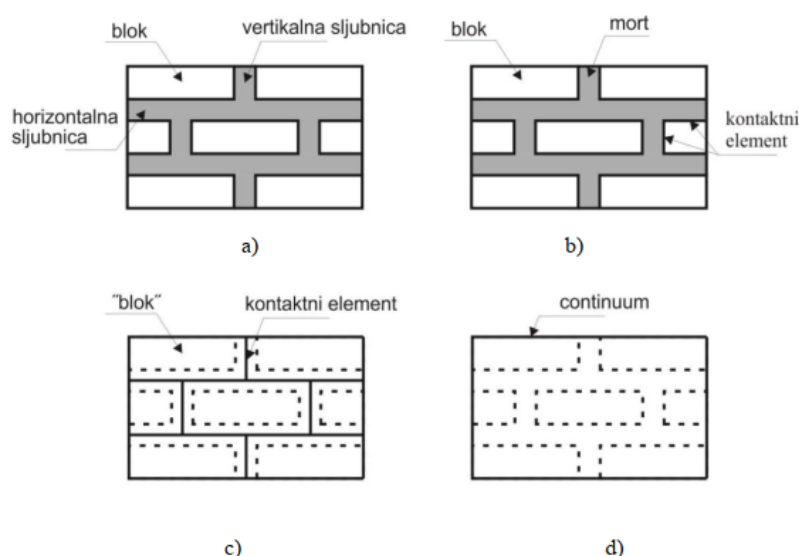 blok
vertikalna sljubnica
horizontalna
sljubnica
a)
blok
mort
kontaktni
element
b)
"blok"
kontaktni element
c)
continuum
d)